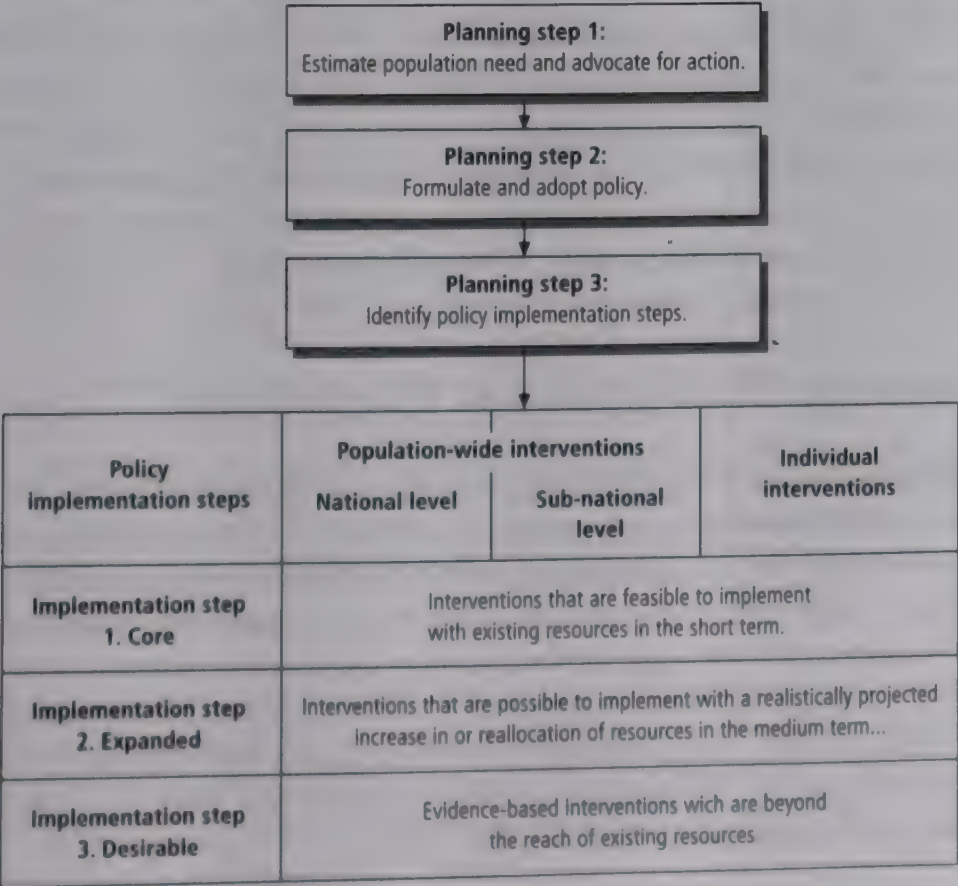 Planning step 1:
Estimate population need and advocate for action.
Planning step 2:
Formulate and adopt policy.
Planning step 3:
Identify policy implementation steps.
Policy
implementation steps
Population-wide interventions
National level
Sub-national
level
Individual
interventions
Implementation step
1. Core
Interventions that are feasible to implement
with existing resources in the short term.
Implementation step
2. Expanded
Interventions that are possible to implement with a realistically projected
increase in or reallocation of resources in the medium term...
Implementation step
3. Desirable
Evidence-based interventions wich are beyond
the reach of existing resources